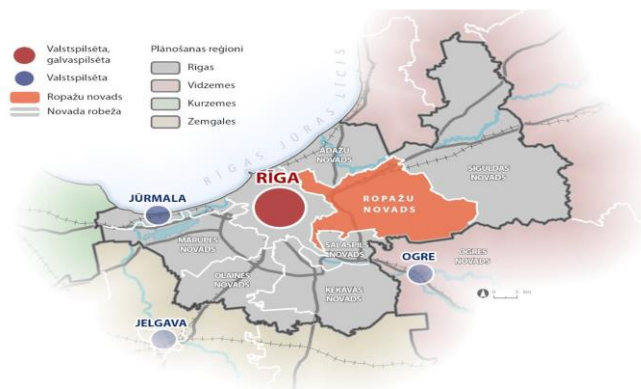 Valstspilsēta,
galvaspilsēta
Valstspilsēta
Ropažu novads
Novada robeža
Plānošanas reģioni
Rīgas
Vidzemes
Kurzemes
Zemgales
RĪGAS JŪRAS LĪCIS
ĀDAŽU
NOVADS
SIGULDAS
NOVADS
RĪGA
ROPAŽU
NOVADS
JŪRMALA
MĀRUPES
NOVADS
SALASPILS
NOVADS
OGRE
OGRES
NOVADS
OLAINES
NOVADS
ĶEKAVAS
NOVADS
JELGAVA